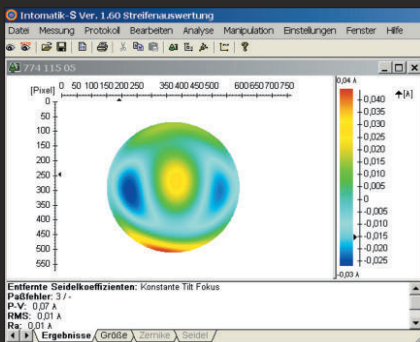 Intomatik-S Ver. 1.60 Streifenauswertung
Datei Messung Protokoll Bearbeiten Analyse Manipulation Einstellungen Fenster Hilfe
774 115 05
[Pixel]
0 50 100 150 200 250 350 400 450 500 600 650 700 750
0
50
100
150
200
250
300
350
400
450
500
550
0,04 λ
[λ]
+0,040
+0,035
+0,030
+0,025
+0,020
+0,015
+0,010
+0,005
0
-0,005
-0,010
-0,015
-0,020
-0,025
-0,03 λ
Entfernte Seidelkoeffizienten: Konstante Tilt Fokus
Paßfehler: 3 / -
P-V: 0,07 λ
RMS: 0,01 λ
Ra: 0,01 λ
Ergebnisse Größe Zernike Seidel